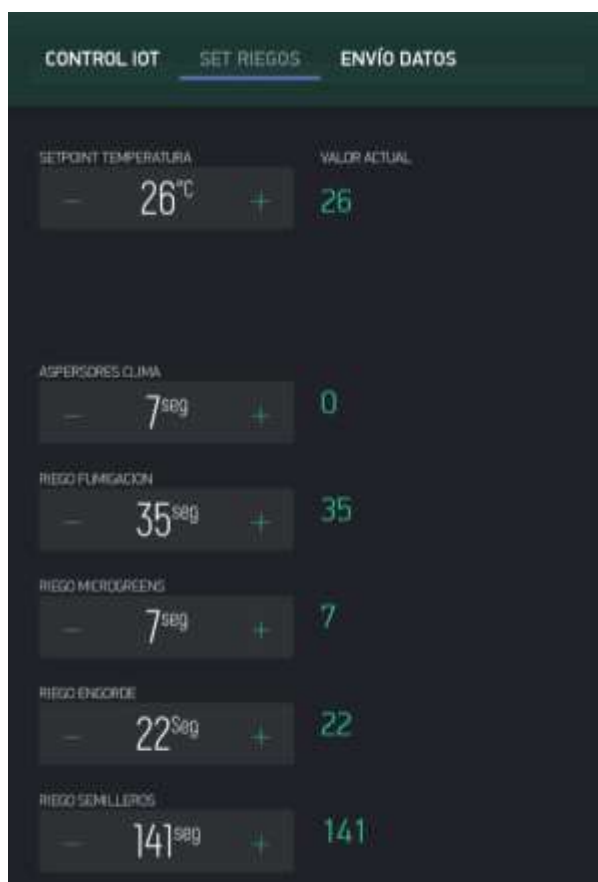 CONTROL IOT SET RIEGOS ENVÍO DATOS
SETPOINT TEMPERATURA VALOR ACTUAL
− 26°C + 26
ASPERSORES CLIMA
− 7seg + 0
RIEGO FUMIGACION
− 35seg + 35
RIEGO MICROGREENS
− 7seg + 7
RIEGO ENGORDE
− 22Seg + 22
RIEGO SEMILLEROS
− 141seg + 141